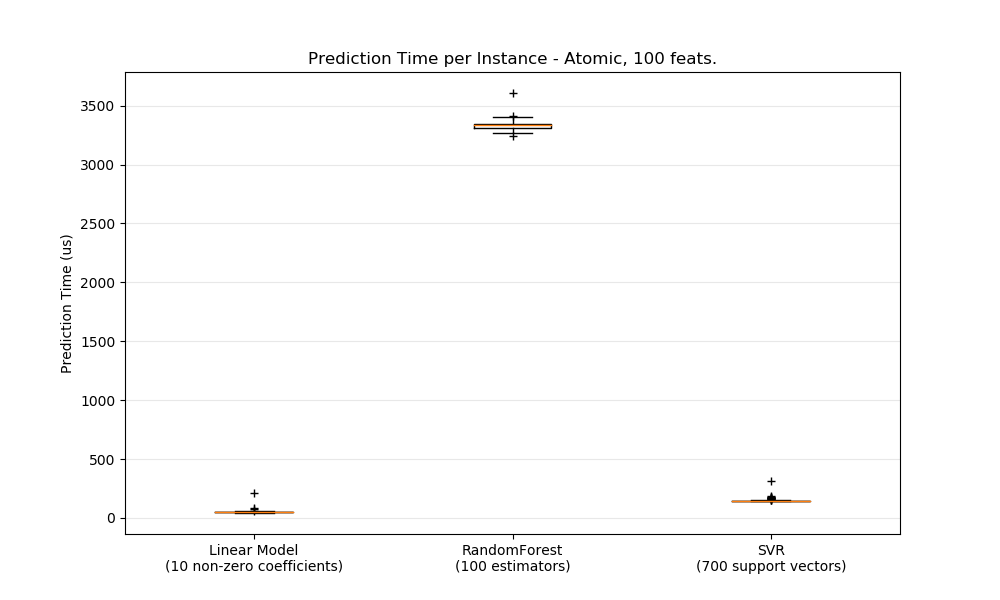 Prediction Time per Instance - Atomic, 100 feats.
Prediction Time (us)
3500
3000
2500
2000
1500
1000
500
0
Linear Model
(10 non-zero coefficients)
RandomForest
(100 estimators)
SVR
(700 support vectors)